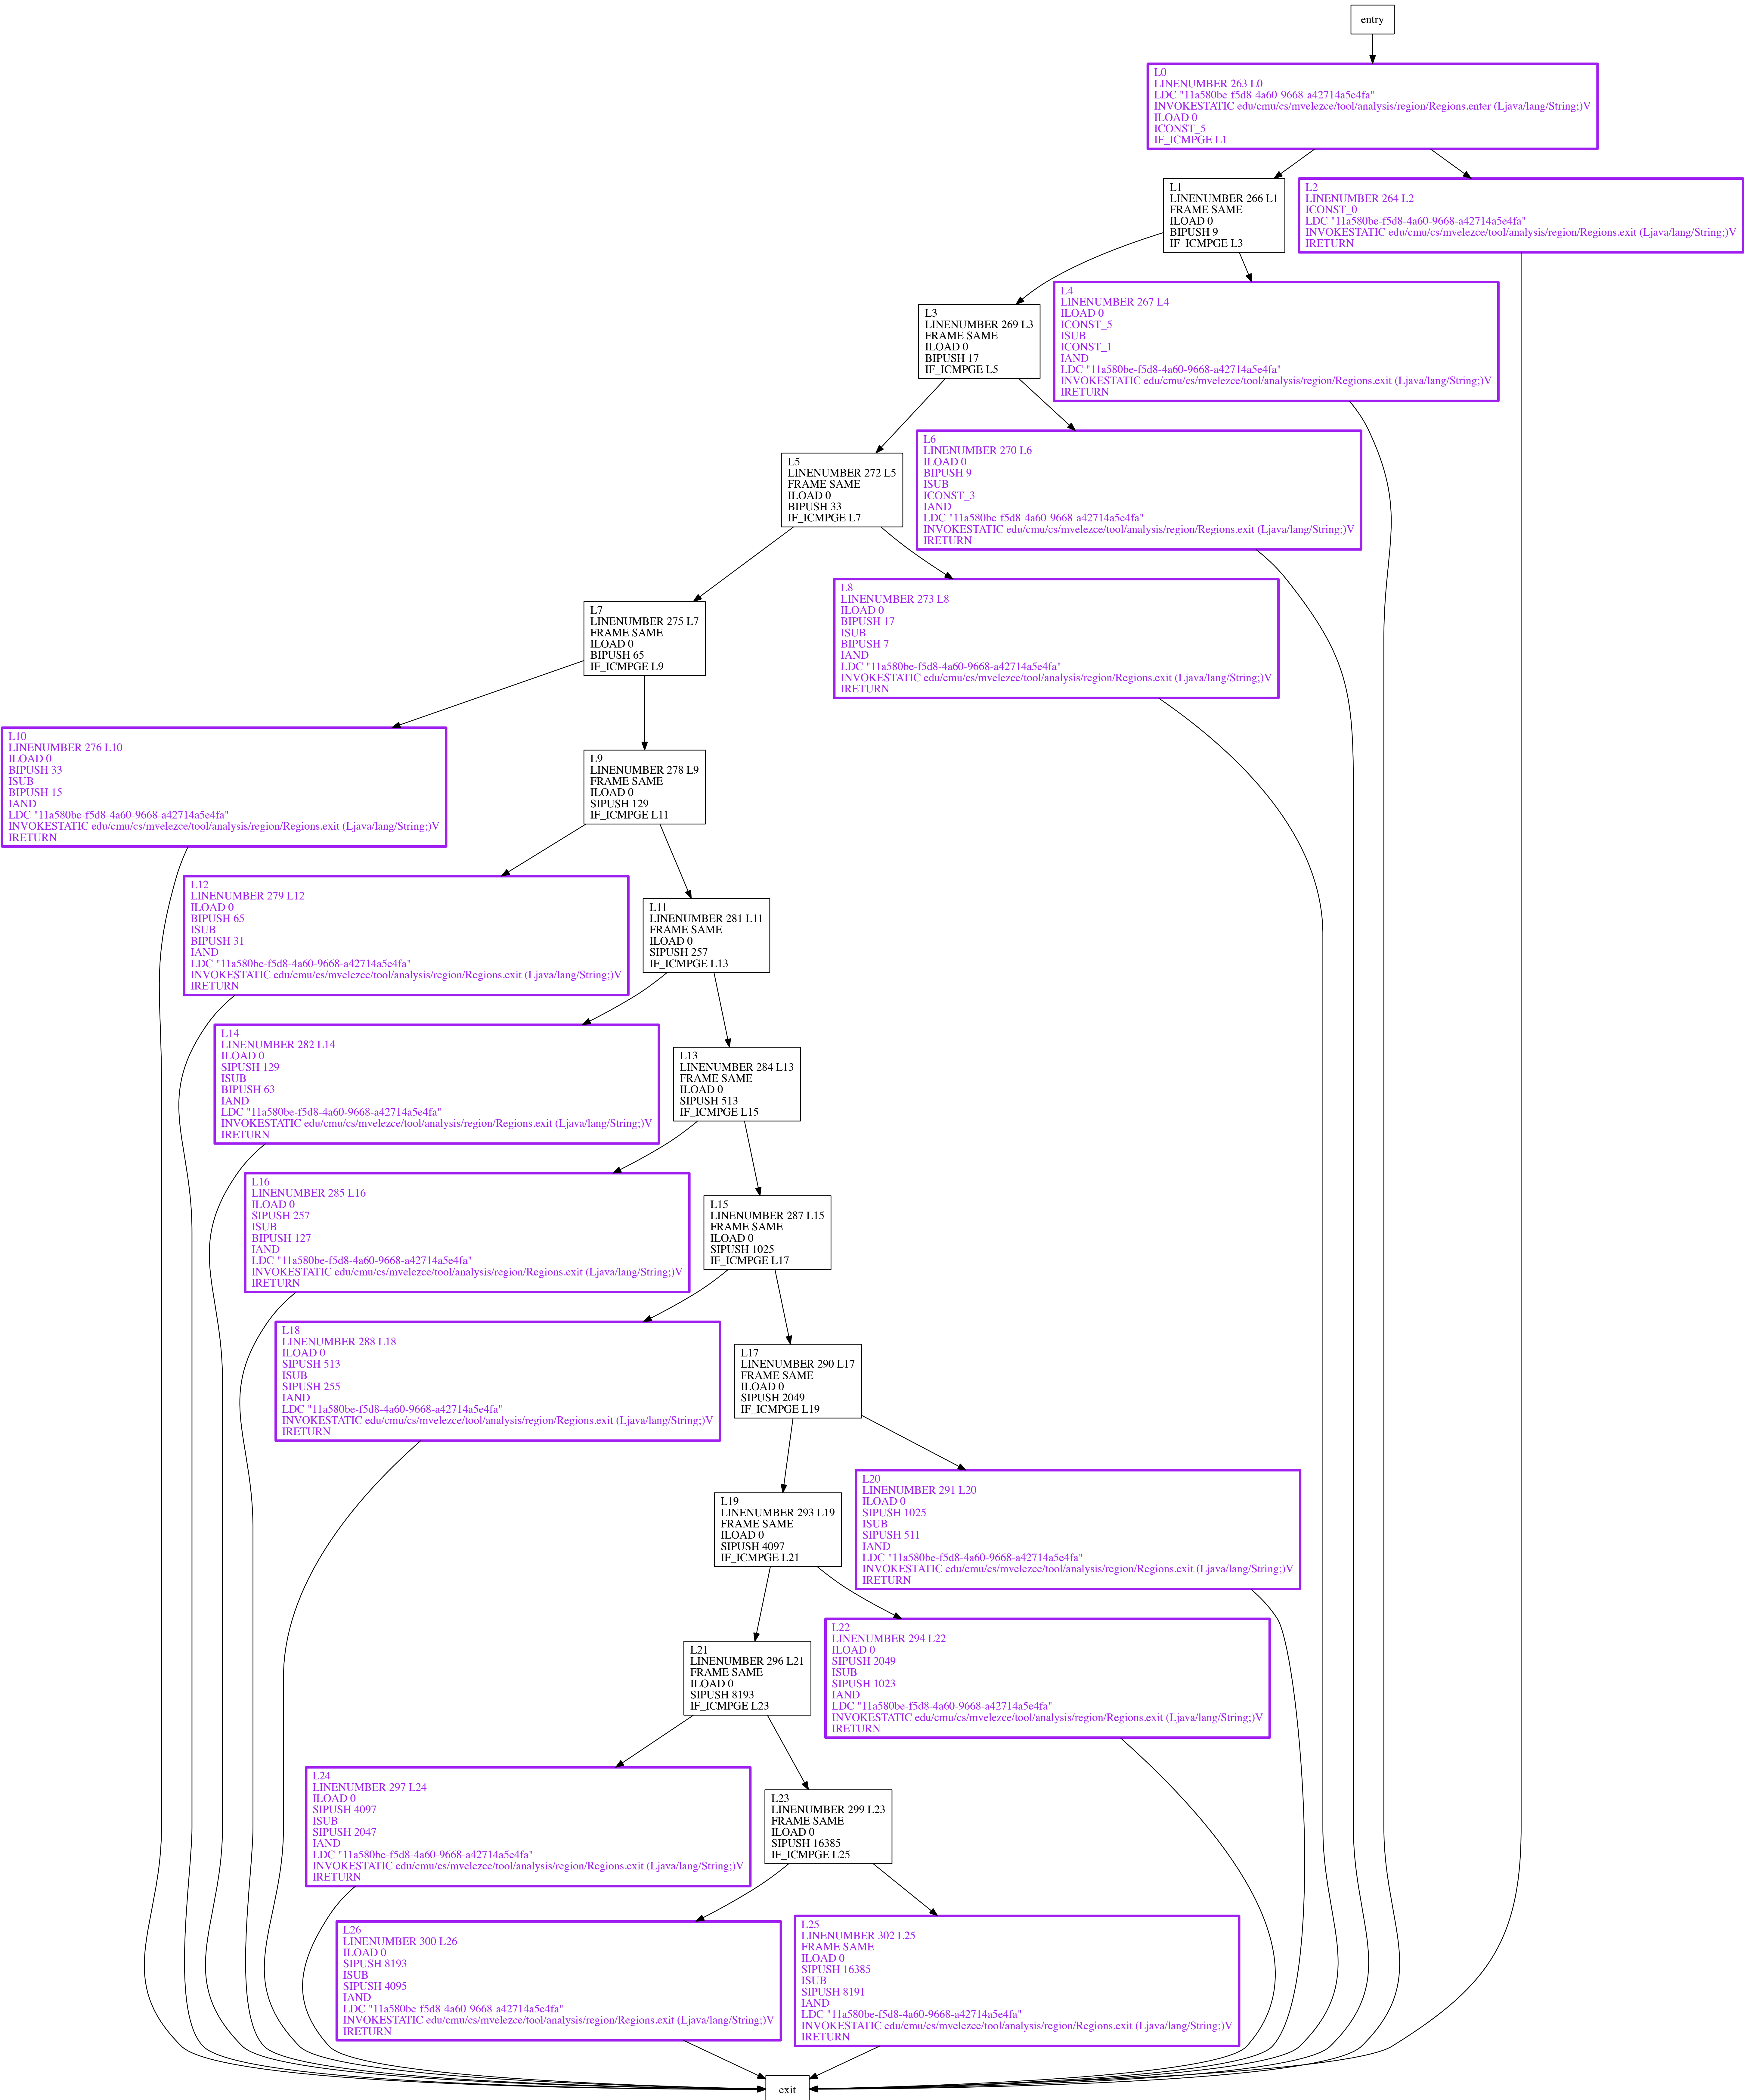 entry
L0
LINENUMBER 263 L0
LDC "11a580be-f5d8-4a60-9668-a42714a5e4fa"
INVOKESTATIC edu/cmu/cs/mvelezce/tool/analysis/region/Regions.enter (Ljava/lang/String;)V
ILOAD 0
ICONST_5
IF_ICMPGE L1
L1
LINENUMBER 266 L1
FRAME SAME
ILOAD 0
BIPUSH 9
IF_ICMPGE L3
L2
LINENUMBER 264 L2
ICONST_0
LDC "11a580be-f5d8-4a60-9668-a42714a5e4fa"
INVOKESTATIC edu/cmu/cs/mvelezce/tool/analysis/region/Regions.exit (Ljava/lang/String;)V
IRETURN
L4
LINENUMBER 267 L4
ILOAD 0
ICONST_5
ISUB
ICONST_1
IAND
LDC "11a580be-f5d8-4a60-9668-a42714a5e4fa"
INVOKESTATIC edu/cmu/cs/mvelezce/tool/analysis/region/Regions.exit (Ljava/lang/String;)V
IRETURN
L3
LINENUMBER 269 L3
FRAME SAME
ILOAD 0
BIPUSH 17
IF_ICMPGE L5
L6
LINENUMBER 270 L6
ILOAD 0
BIPUSH 9
ISUB
ICONST_3
IAND
LDC "11a580be-f5d8-4a60-9668-a42714a5e4fa"
INVOKESTATIC edu/cmu/cs/mvelezce/tool/analysis/region/Regions.exit (Ljava/lang/String;)V
IRETURN
L5
LINENUMBER 272 L5
FRAME SAME
ILOAD 0
BIPUSH 33
IF_ICMPGE L7
L8
LINENUMBER 273 L8
ILOAD 0
BIPUSH 17
ISUB
BIPUSH 7
IAND
LDC "11a580be-f5d8-4a60-9668-a42714a5e4fa"
INVOKESTATIC edu/cmu/cs/mvelezce/tool/analysis/region/Regions.exit (Ljava/lang/String;)V
IRETURN
L7
LINENUMBER 275 L7
FRAME SAME
ILOAD 0
BIPUSH 65
IF_ICMPGE L9
L10
LINENUMBER 276 L10
ILOAD 0
BIPUSH 33
ISUB
BIPUSH 15
IAND
LDC "11a580be-f5d8-4a60-9668-a42714a5e4fa"
INVOKESTATIC edu/cmu/cs/mvelezce/tool/analysis/region/Regions.exit (Ljava/lang/String;)V
IRETURN
L9
LINENUMBER 278 L9
FRAME SAME
ILOAD 0
SIPUSH 129
IF_ICMPGE L11
L12
LINENUMBER 279 L12
ILOAD 0
BIPUSH 65
ISUB
BIPUSH 31
IAND
LDC "11a580be-f5d8-4a60-9668-a42714a5e4fa"
INVOKESTATIC edu/cmu/cs/mvelezce/tool/analysis/region/Regions.exit (Ljava/lang/String;)V
IRETURN
L11
LINENUMBER 281 L11
FRAME SAME
ILOAD 0
SIPUSH 257
IF_ICMPGE L13
L14
LINENUMBER 282 L14
ILOAD 0
SIPUSH 129
ISUB
BIPUSH 63
IAND
LDC "11a580be-f5d8-4a60-9668-a42714a5e4fa"
INVOKESTATIC edu/cmu/cs/mvelezce/tool/analysis/region/Regions.exit (Ljava/lang/String;)V
IRETURN
L13
LINENUMBER 284 L13
FRAME SAME
ILOAD 0
SIPUSH 513
IF_ICMPGE L15
L16
LINENUMBER 285 L16
ILOAD 0
SIPUSH 257
ISUB
BIPUSH 127
IAND
LDC "11a580be-f5d8-4a60-9668-a42714a5e4fa"
INVOKESTATIC edu/cmu/cs/mvelezce/tool/analysis/region/Regions.exit (Ljava/lang/String;)V
IRETURN
L15
LINENUMBER 287 L15
FRAME SAME
ILOAD 0
SIPUSH 1025
IF_ICMPGE L17
L18
LINENUMBER 288 L18
ILOAD 0
SIPUSH 513
ISUB
SIPUSH 255
IAND
LDC "11a580be-f5d8-4a60-9668-a42714a5e4fa"
INVOKESTATIC edu/cmu/cs/mvelezce/tool/analysis/region/Regions.exit (Ljava/lang/String;)V
IRETURN
L17
LINENUMBER 290 L17
FRAME SAME
ILOAD 0
SIPUSH 2049
IF_ICMPGE L19
L20
LINENUMBER 291 L20
ILOAD 0
SIPUSH 1025
ISUB
SIPUSH 511
IAND
LDC "11a580be-f5d8-4a60-9668-a42714a5e4fa"
INVOKESTATIC edu/cmu/cs/mvelezce/tool/analysis/region/Regions.exit (Ljava/lang/String;)V
IRETURN
L19
LINENUMBER 293 L19
FRAME SAME
ILOAD 0
SIPUSH 4097
IF_ICMPGE L21
L22
LINENUMBER 294 L22
ILOAD 0
SIPUSH 2049
ISUB
SIPUSH 1023
IAND
LDC "11a580be-f5d8-4a60-9668-a42714a5e4fa"
INVOKESTATIC edu/cmu/cs/mvelezce/tool/analysis/region/Regions.exit (Ljava/lang/String;)V
IRETURN
L21
LINENUMBER 296 L21
FRAME SAME
ILOAD 0
SIPUSH 8193
IF_ICMPGE L23
L24
LINENUMBER 297 L24
ILOAD 0
SIPUSH 4097
ISUB
SIPUSH 2047
IAND
LDC "11a580be-f5d8-4a60-9668-a42714a5e4fa"
INVOKESTATIC edu/cmu/cs/mvelezce/tool/analysis/region/Regions.exit (Ljava/lang/String;)V
IRETURN
L23
LINENUMBER 299 L23
FRAME SAME
ILOAD 0
SIPUSH 16385
IF_ICMPGE L25
L26
LINENUMBER 300 L26
ILOAD 0
SIPUSH 8193
ISUB
SIPUSH 4095
IAND
LDC "11a580be-f5d8-4a60-9668-a42714a5e4fa"
INVOKESTATIC edu/cmu/cs/mvelezce/tool/analysis/region/Regions.exit (Ljava/lang/String;)V
IRETURN
L25
LINENUMBER 302 L25
FRAME SAME
ILOAD 0
SIPUSH 16385
ISUB
SIPUSH 8191
IAND
LDC "11a580be-f5d8-4a60-9668-a42714a5e4fa"
INVOKESTATIC edu/cmu/cs/mvelezce/tool/analysis/region/Regions.exit (Ljava/lang/String;)V
IRETURN
exit